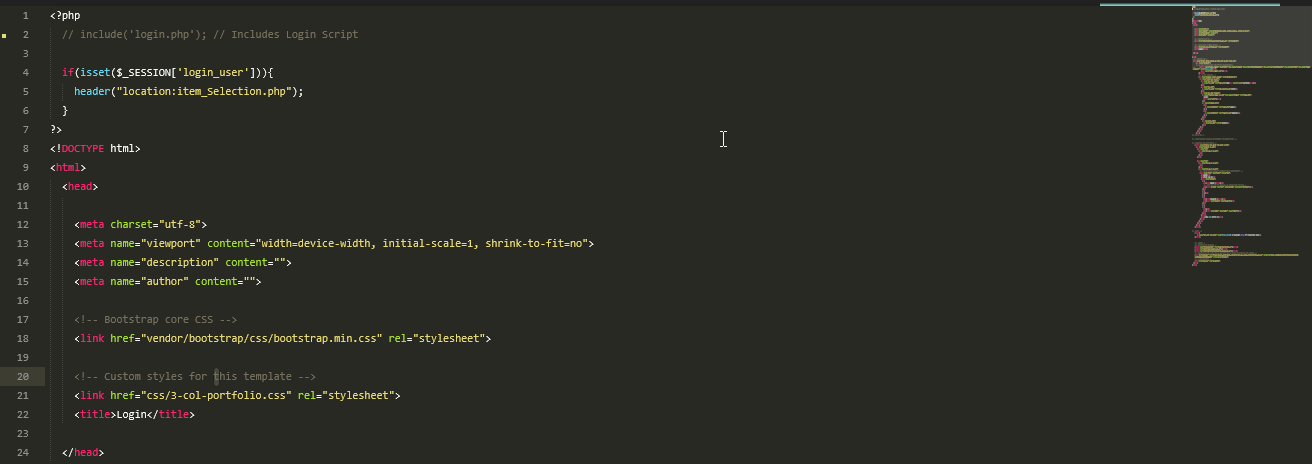 1 <?php
2 // include('login.php'); // Includes Login Script
3
4 if(isset($_SESSION['login_user'])){
5 header("location:item_Selection.php");
6 }
7 ?>
8 <!DOCTYPE html>
9 <html>
10 <head>
11
12 <meta charset="utf-8">
13 <meta name="viewport" content="width=device-width, initial-scale=1, shrink-to-fit=no">
14 <meta name="description" content="">
15 <meta name="author" content="">
16
17 <!-- Bootstrap core CSS -->
18 <link href="vendor/bootstrap/css/bootstrap.min.css" rel="stylesheet">
19
20 <!-- Custom styles for this template -->
21 <link href="css/3-col-portfolio.css" rel="stylesheet">
22 <title>Login</title>
23
24 </head>